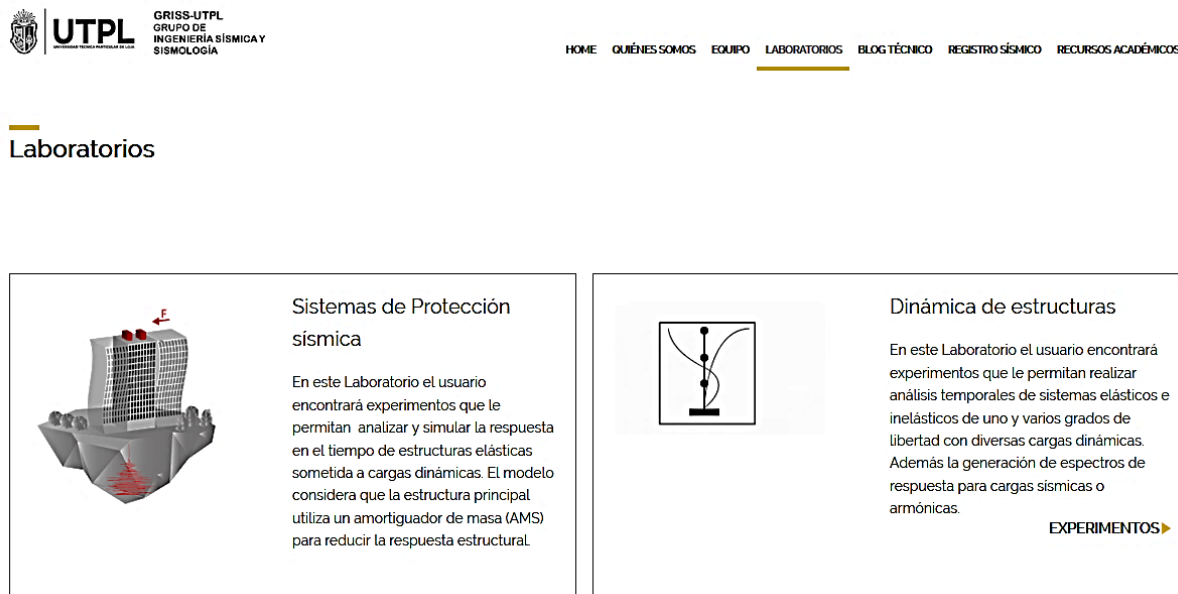 UTPL
UNIVERSIDAD TÉCNICA PARTICULAR DE LOJA
GRISS-UTPL
GRUPO DE
INGENIERÍA SÍSMICA Y
SISMOLOGÍA
HOME QUIÉNES SOMOS EQUIPO LABORATORIOS BLOG TÉCNICO REGISTRO SÍSMICO RECURSOS ACADÉMICOS
Laboratorios
F
Sistemas de Protección
sísmica
En este Laboratorio el usuario
encontrará experimentos que le
permitan analizar y simular la respuesta
en el tiempo de estructuras elásticas
sometida a cargas dinámicas. El modelo
considera que la estructura principal
utiliza un amortiguador de masa (AMS)
para reducir la respuesta estructural.
Dinámica de estructuras
En este Laboratorio el usuario encontrará
experimentos que le permitan realizar
análisis temporales de sistemas elásticos e
inelásticos de uno y varios grados de
libertad con diversas cargas dinámicas.
Además la generación de espectros de
respuesta para cargas sísmicas o
armónicas.
EXPERIMENTOS